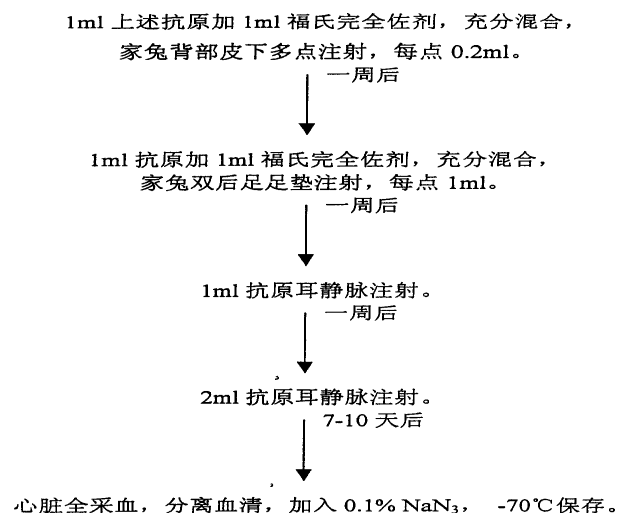 1ml 上述抗原加 1ml 福氏完全佐剂，充分混合，
家兔背部皮下多点注射，每点 0.2ml。
一周后
1ml 抗原加 1ml 福氏完全佐剂，充分混合，
家兔双后足足垫注射，每点 1ml。
一周后
1ml 抗原耳静脉注射。
一周后
2ml 抗原耳静脉注射。
7-10 天后
心脏全采血，分离血清，加入 0.1% NaN₃， -70℃保存。